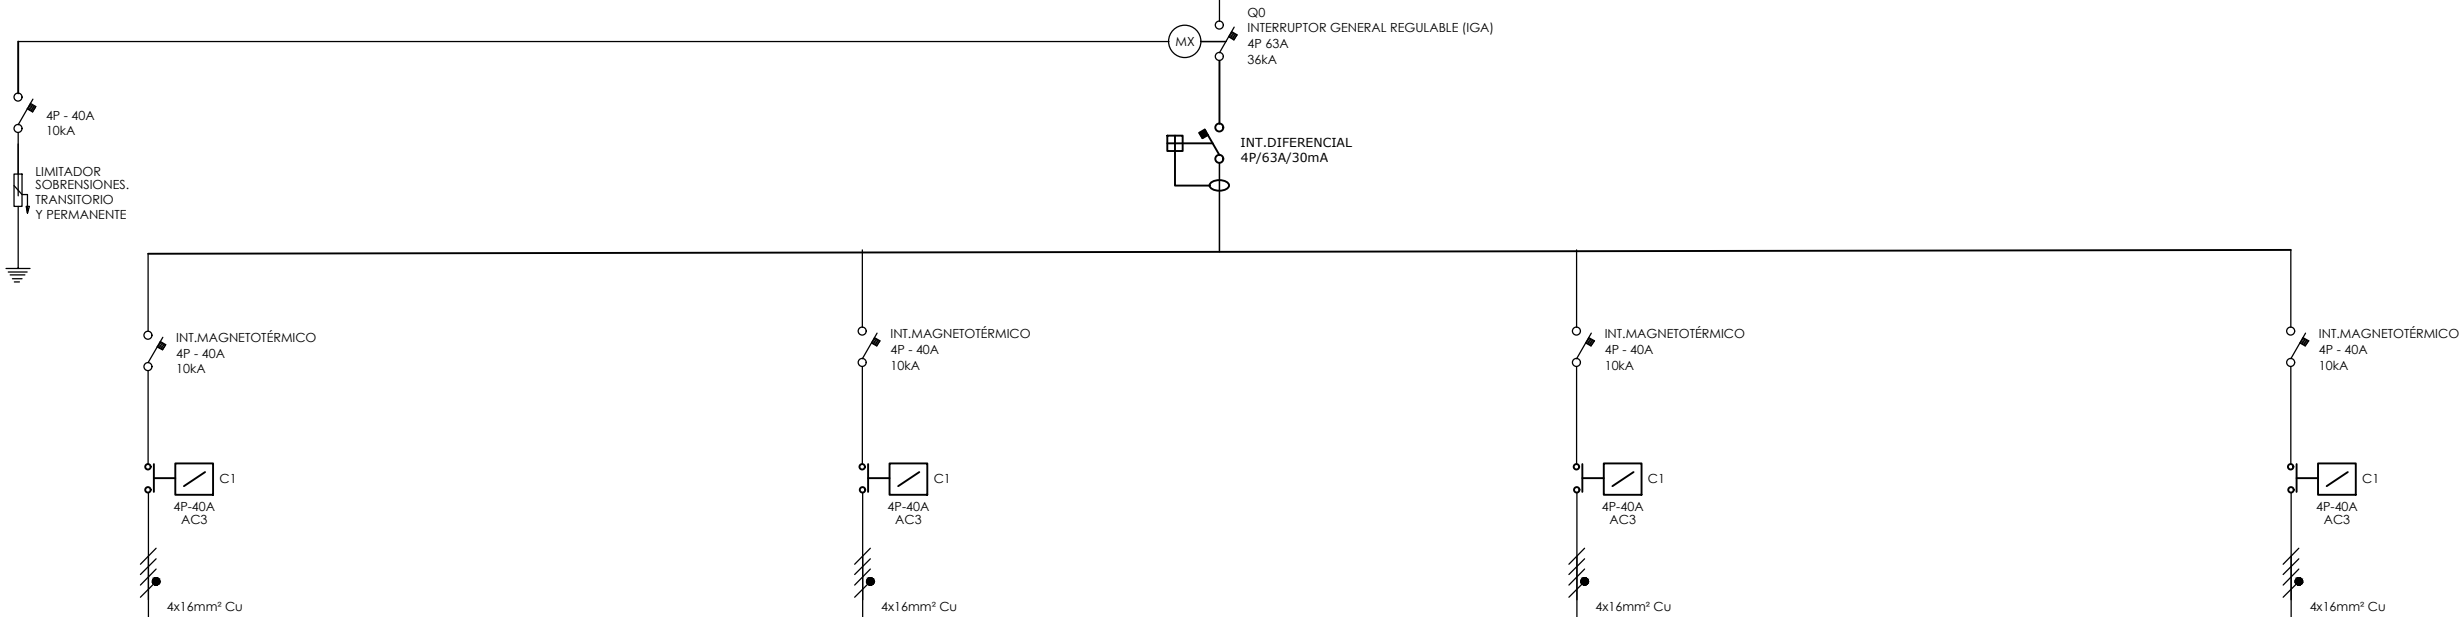 Q0
INTERRUPTOR GENERAL REGULABLE (IGA)
4P 63A
36kA
MX
4P - 40A
10kA
LIMITADOR
SOBRENSIONES.
TRANSITORIO
Y PERMANENTE
INT.DIFERENCIAL
4P/63A/30mA
INT.MAGNETOTÉRMICO
4P - 40A
10kA
C1
4P-40A
AC3
4x16mm² Cu
INT.MAGNETOTÉRMICO
4P - 40A
10kA
C1
4P-40A
AC3
4x16mm² Cu
INT.MAGNETOTÉRMICO
4P - 40A
10kA
C1
4P-40A
AC3
4x16mm² Cu
INT.MAGNETOTÉRMICO
4P - 40A
10kA
C1
4P-40A
AC3
4x16mm² Cu